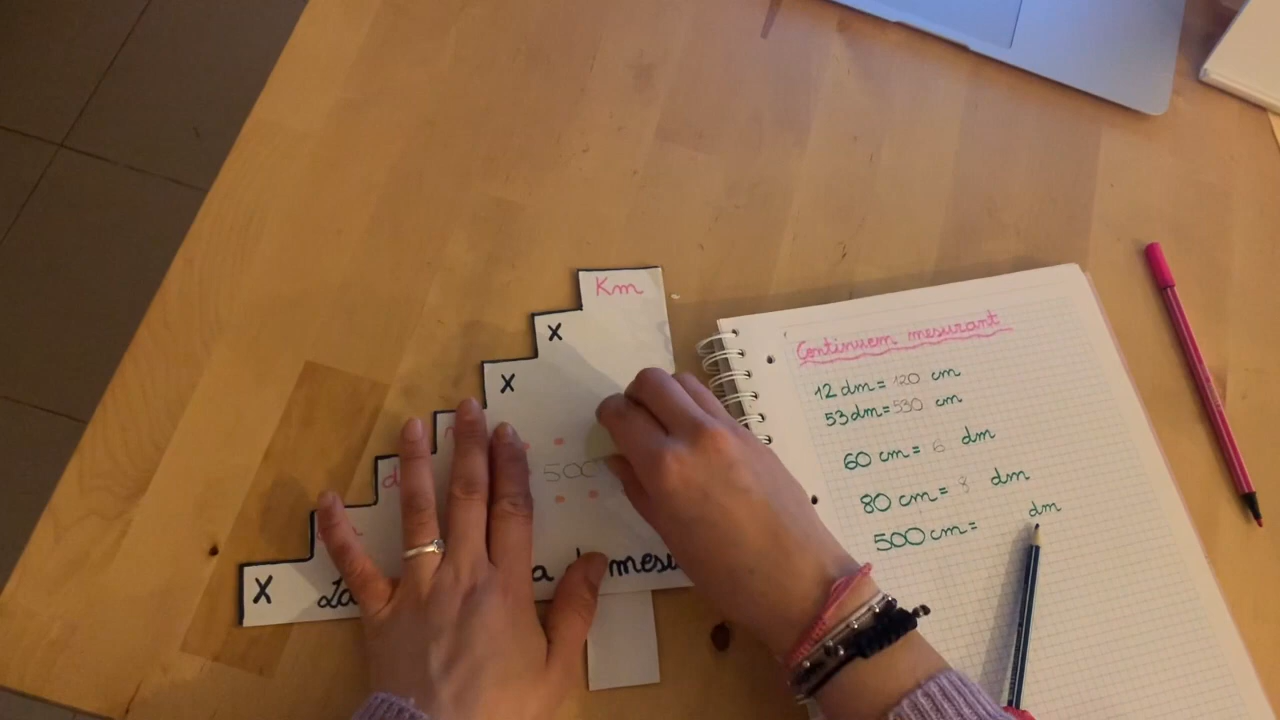 Km
X
X
d
500
X
La a mesu
Continuem mesurant
12 dm = 120 cm
53 dm = 530 cm
60 cm = 6 dm
80 cm = 8 dm
500 cm = dm